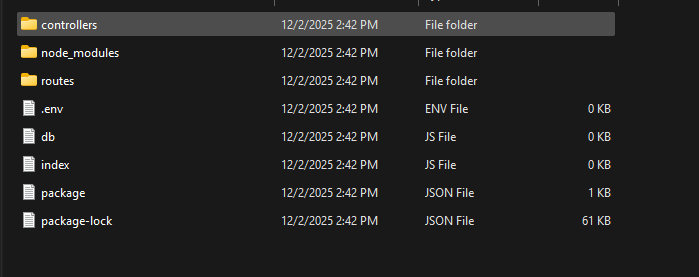 controllers 12/2/2025 2:42 PM File folder
node_modules 12/2/2025 2:42 PM File folder
routes 12/2/2025 2:42 PM File folder
.env 12/2/2025 2:42 PM ENV File 0 KB
db 12/2/2025 2:42 PM JS File 0 KB
index 12/2/2025 2:42 PM JS File 0 KB
package 12/2/2025 2:42 PM JSON File 1 KB
package-lock 12/2/2025 2:42 PM JSON File 61 KB